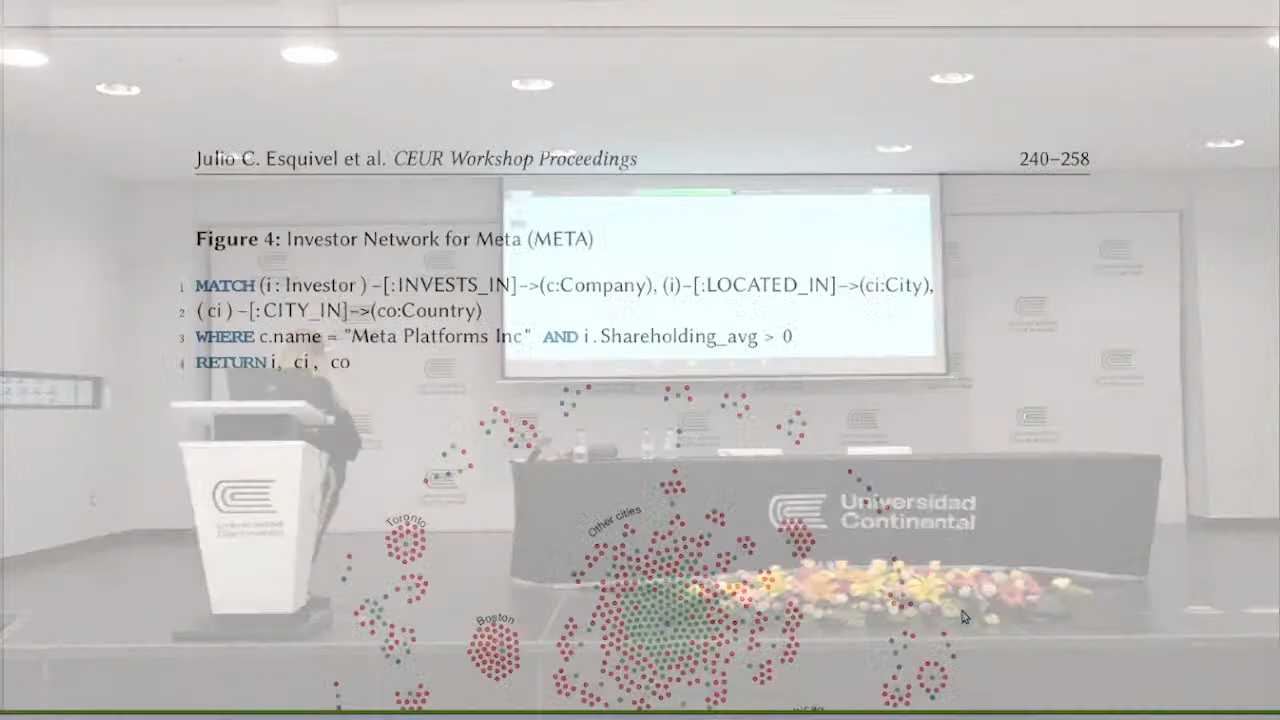 Julio C. Esquivel et al. CEUR Workshop Proceedings 240–258
Figure 4: Investor Network for Meta (META)
1 MATCH (i : Investor ) –[:INVESTS_IN]–>(c:Company), (i)–[:LOCATED_IN]–>(ci:City),
2 ( ci ) –[:CITY_IN]–>(co:Country)
3 WHERE c.name = "Meta Platforms Inc" AND i . Shareholding_avg > 0
4 RETURN i, ci , co
Toronto
Other cities
Boston
Universidad
Continental
Universidad
Continental